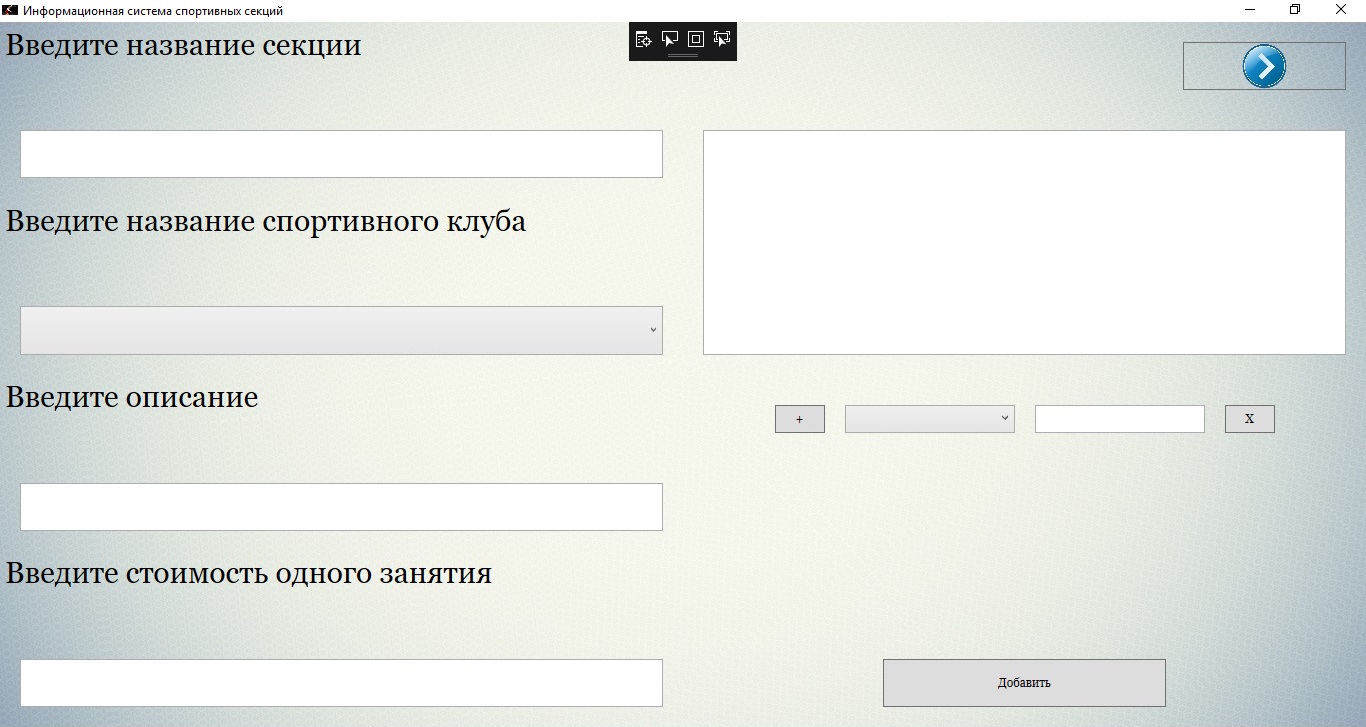 Информационная система спортивных секций
Введите название секции
Введите название спортивного клуба
Введите описание
+
X
Введите стоимость одного занятия
Добавить